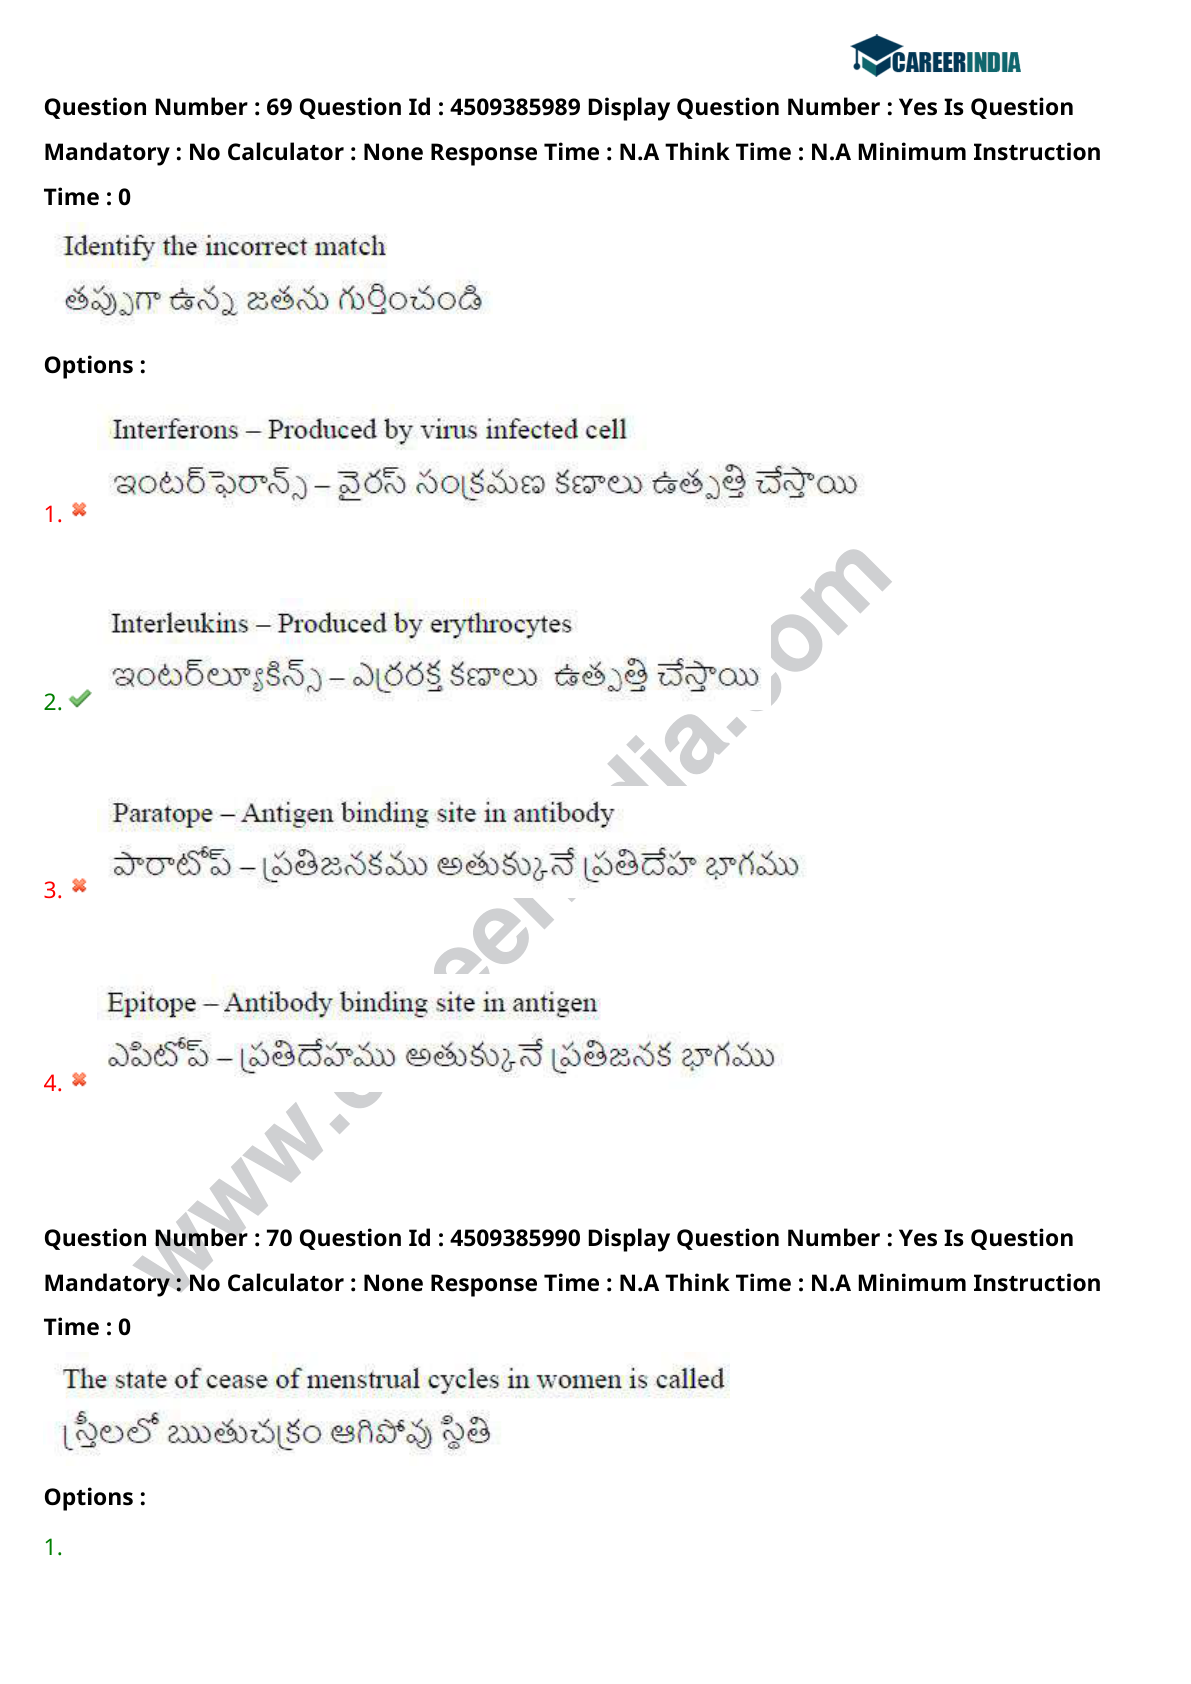 CAREERINDIA
Question Number : 69 Question Id : 4509385989 Display Question Number : Yes Is Question
Mandatory : No Calculator : None Response Time : N.A Think Time : N.A Minimum Instruction
Time : 0
Identify the incorrect match
తప్పుగా ఉన్న జతను గుర్తించండి
Options :
Interferons – Produced by virus infected cell
ఇంటర్‌ఫెరాన్స్ – వైరస్ సంక్రమణ కణాలు ఉత్పత్తి చేస్తాయి
1.
Interleukins – Produced by erythrocytes
ఇంటర్‌ల్యూకిన్స్ – ఎర్రరక్త కణాలు ఉత్పత్తి చేస్తాయి
2.
Paratope – Antigen binding site in antibody
పారాటోప్ – ప్రతిజనకము అతుక్కునే ప్రతిదేహ భాగము
3.
Epitope – Antibody binding site in antigen
ఎపిటోప్ – ప్రతిదేహము అతుక్కునే ప్రతిజనక భాగము
4.
Question Number : 70 Question Id : 4509385990 Display Question Number : Yes Is Question
Mandatory : No Calculator : None Response Time : N.A Think Time : N.A Minimum Instruction
Time : 0
The state of cease of menstrual cycles in women is called
స్త్రీలలో ఋతుచక్రం ఆగిపోవు స్థితి
Options :
1.